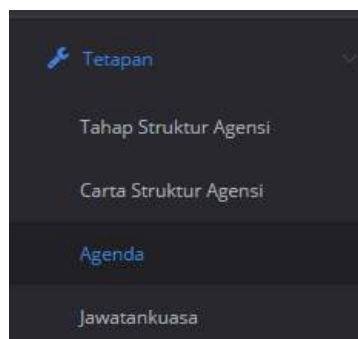 Tetapan
Tahap Struktur Agensi
Carta Struktur Agensi
Agenda
Jawatankuasa